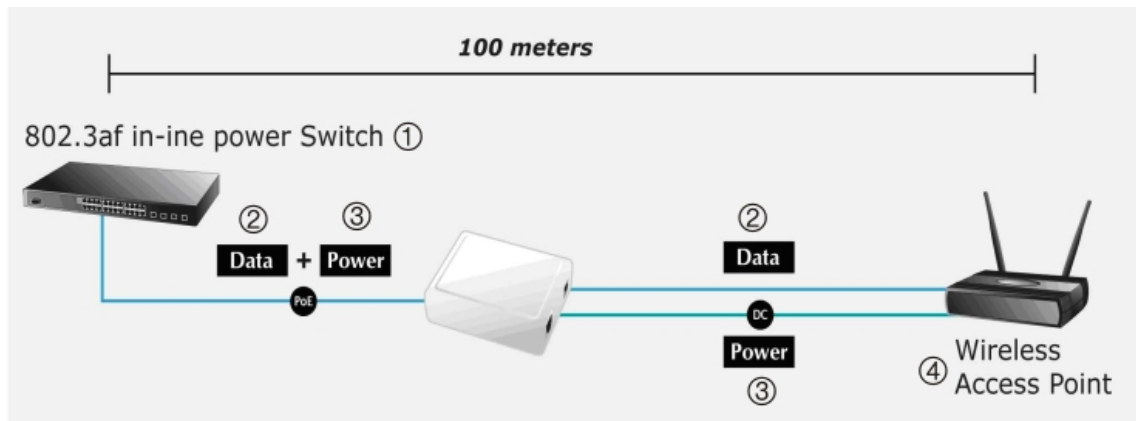 100 meters
802.3af in-ine power Switch ①
② ③
Data + Power
PoE
②
Data
DC
Power
③
④ Wireless
Access Point